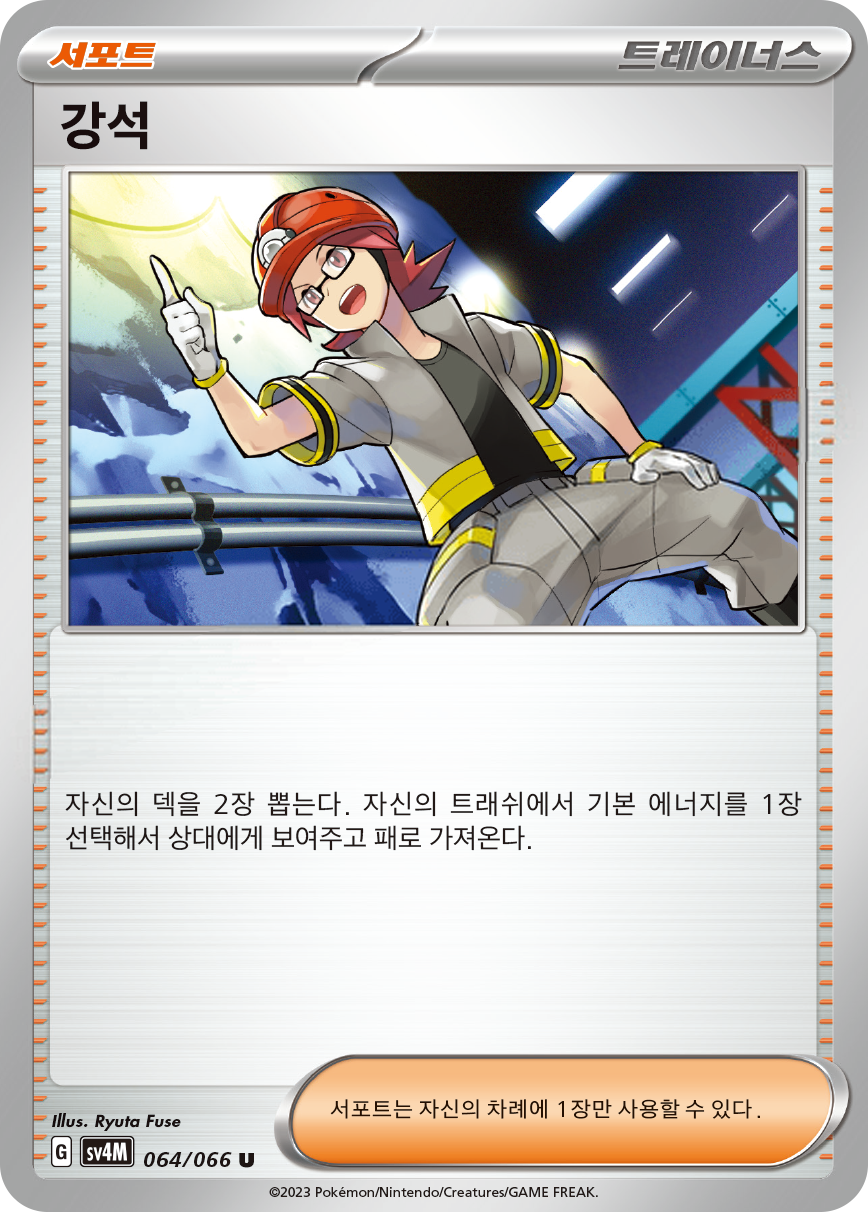 서포트
트레이너스
강석
자신의 덱을 2장 뽑는다. 자신의 트래쉬에서 기본 에너지를 1장
선택해서 상대에게 보여주고 패로 가져온다.
서포트는 자신의 차례에 1장만 사용할 수 있다.
Illus. Ryuta Fuse
G sv4M 064/066 U
©2023 Pokémon/Nintendo/Creatures/GAME FREAK.